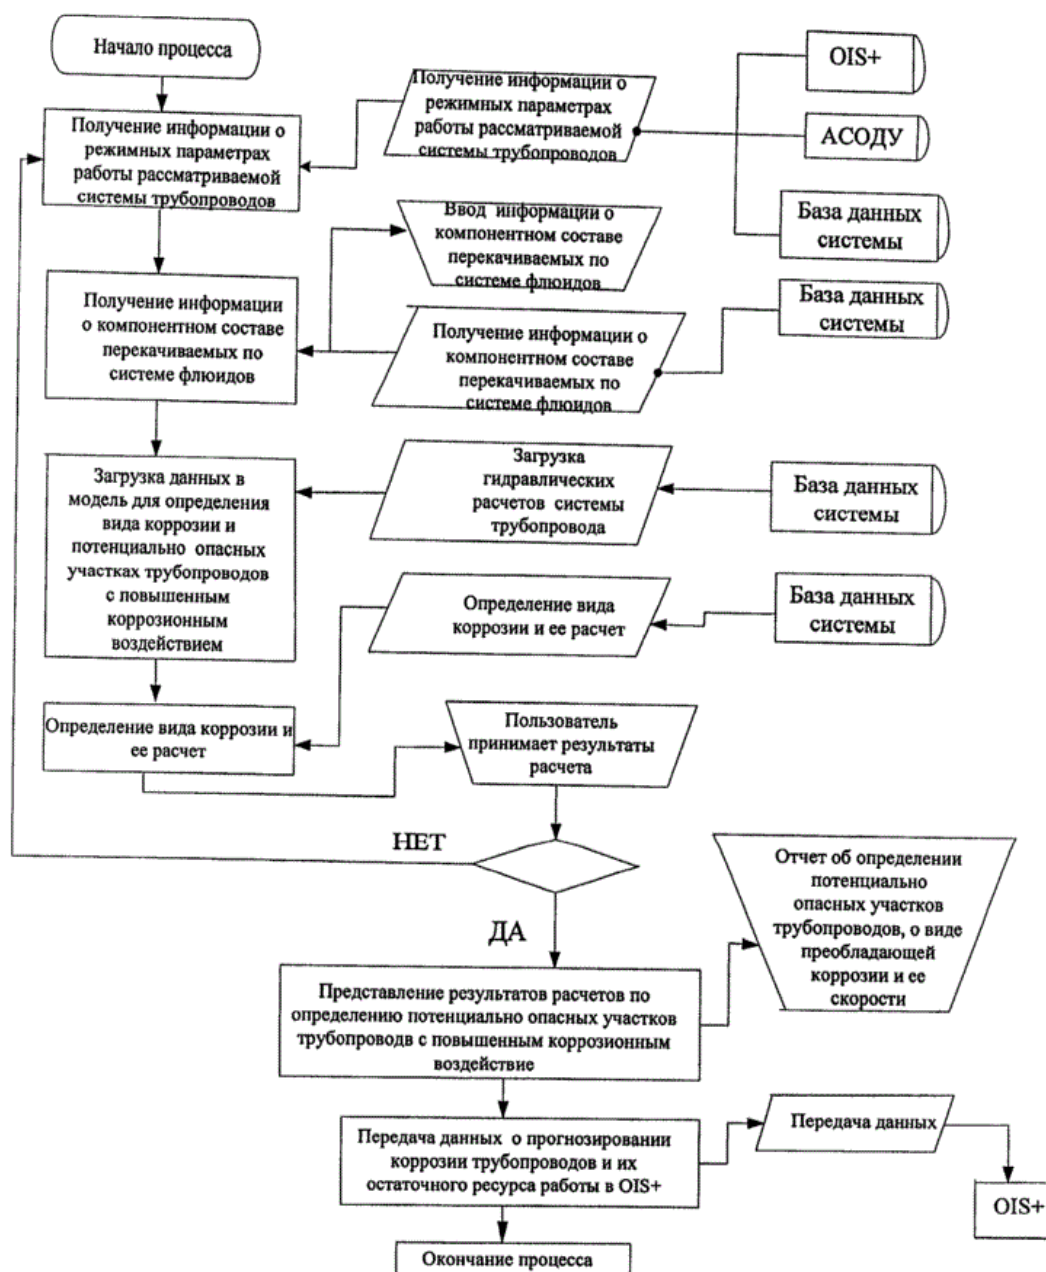 Начало процесса
Получение информации о
режимных параметрах
работы рассматриваемой
системы трубопроводов
Получение информации о
режимных параметрах
работы рассматриваемой
системы трубопроводов
OIS+
АСОДУ
База данных
системы
Ввод информации о
компонентном составе
перекачиваемых по
системе флюидов
Получение информации
о компонентном составе
перекачиваемых по
системе флюидов
Получение информации о
компонентном составе
перекачиваемых по
системе флюидов
База данных
системы
Загрузка данных в
модель для определения
вида коррозии и
потенциально опасных
участках трубопроводов
с повышенным
коррозионным
воздействием
Загрузка
гидравлических
расчетов системы
трубопровода
База данных
системы
Определение вида
коррозии и ее расчет
База данных
системы
Определение вида коррозии и
ее расчет
Пользователь
принимает результаты
расчета
НЕТ
ДА
Отчет об определении
потенциально
опасных участков
трубопроводов, о виде
преобладающей
коррозии и ее
скорости
Представление результатов расчетов по
определению потенциально опасных участков
трубопроводв с повышенным коррозионным
воздействие
Передача данных о прогнозировании
коррозии трубопроводов и их
остаточного ресурса работы в OIS+
Передача данных
OIS+
Окончание процесса